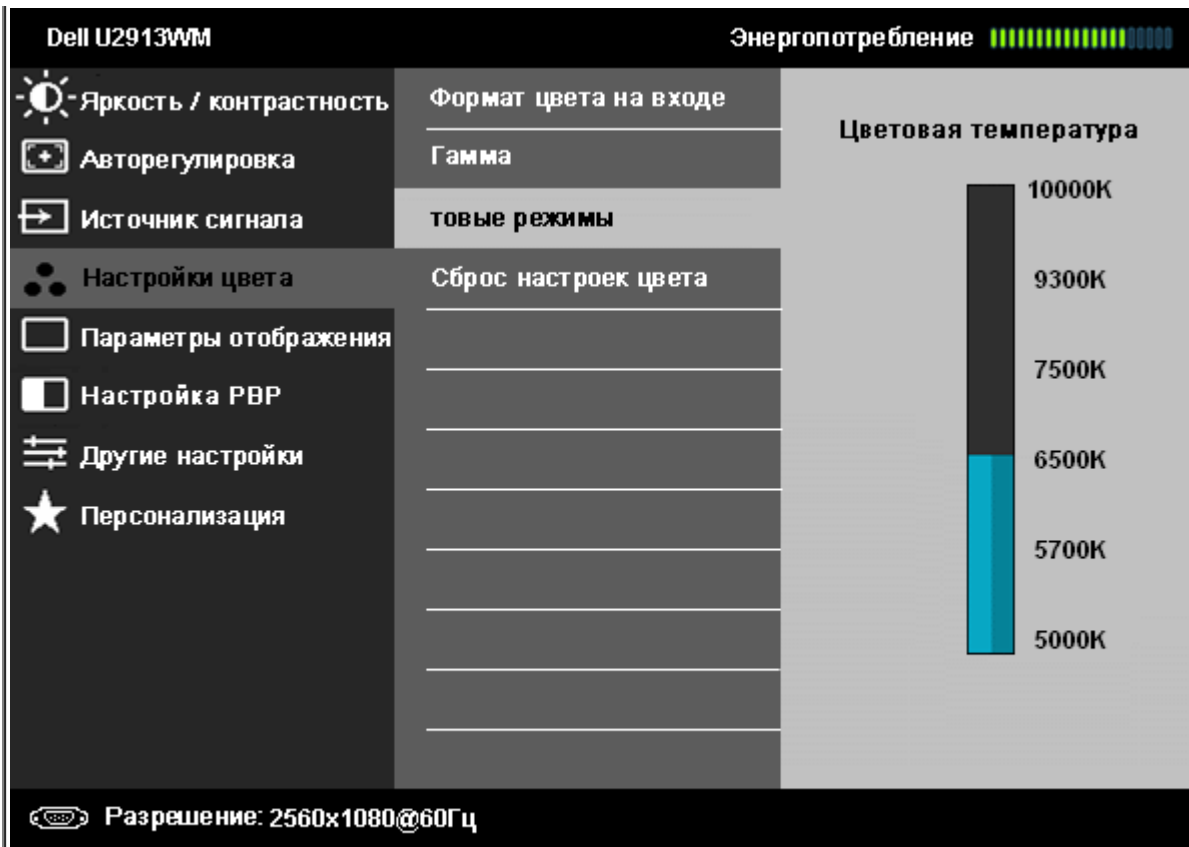 Dell U2913WM
Энергопотребление
Яркость / контрастность
Авторегулировка
Источник сигнала
Настройки цвета
Параметры отображения
Настройка PBP
Другие настройки
Персонализация
Формат цвета на входе
Гамма
товые режимы
Сброс настроек цвета
Цветовая температура
10000K
9300K
7500K
6500K
5700K
5000K
Разрешение: 2560x1080@60Гц